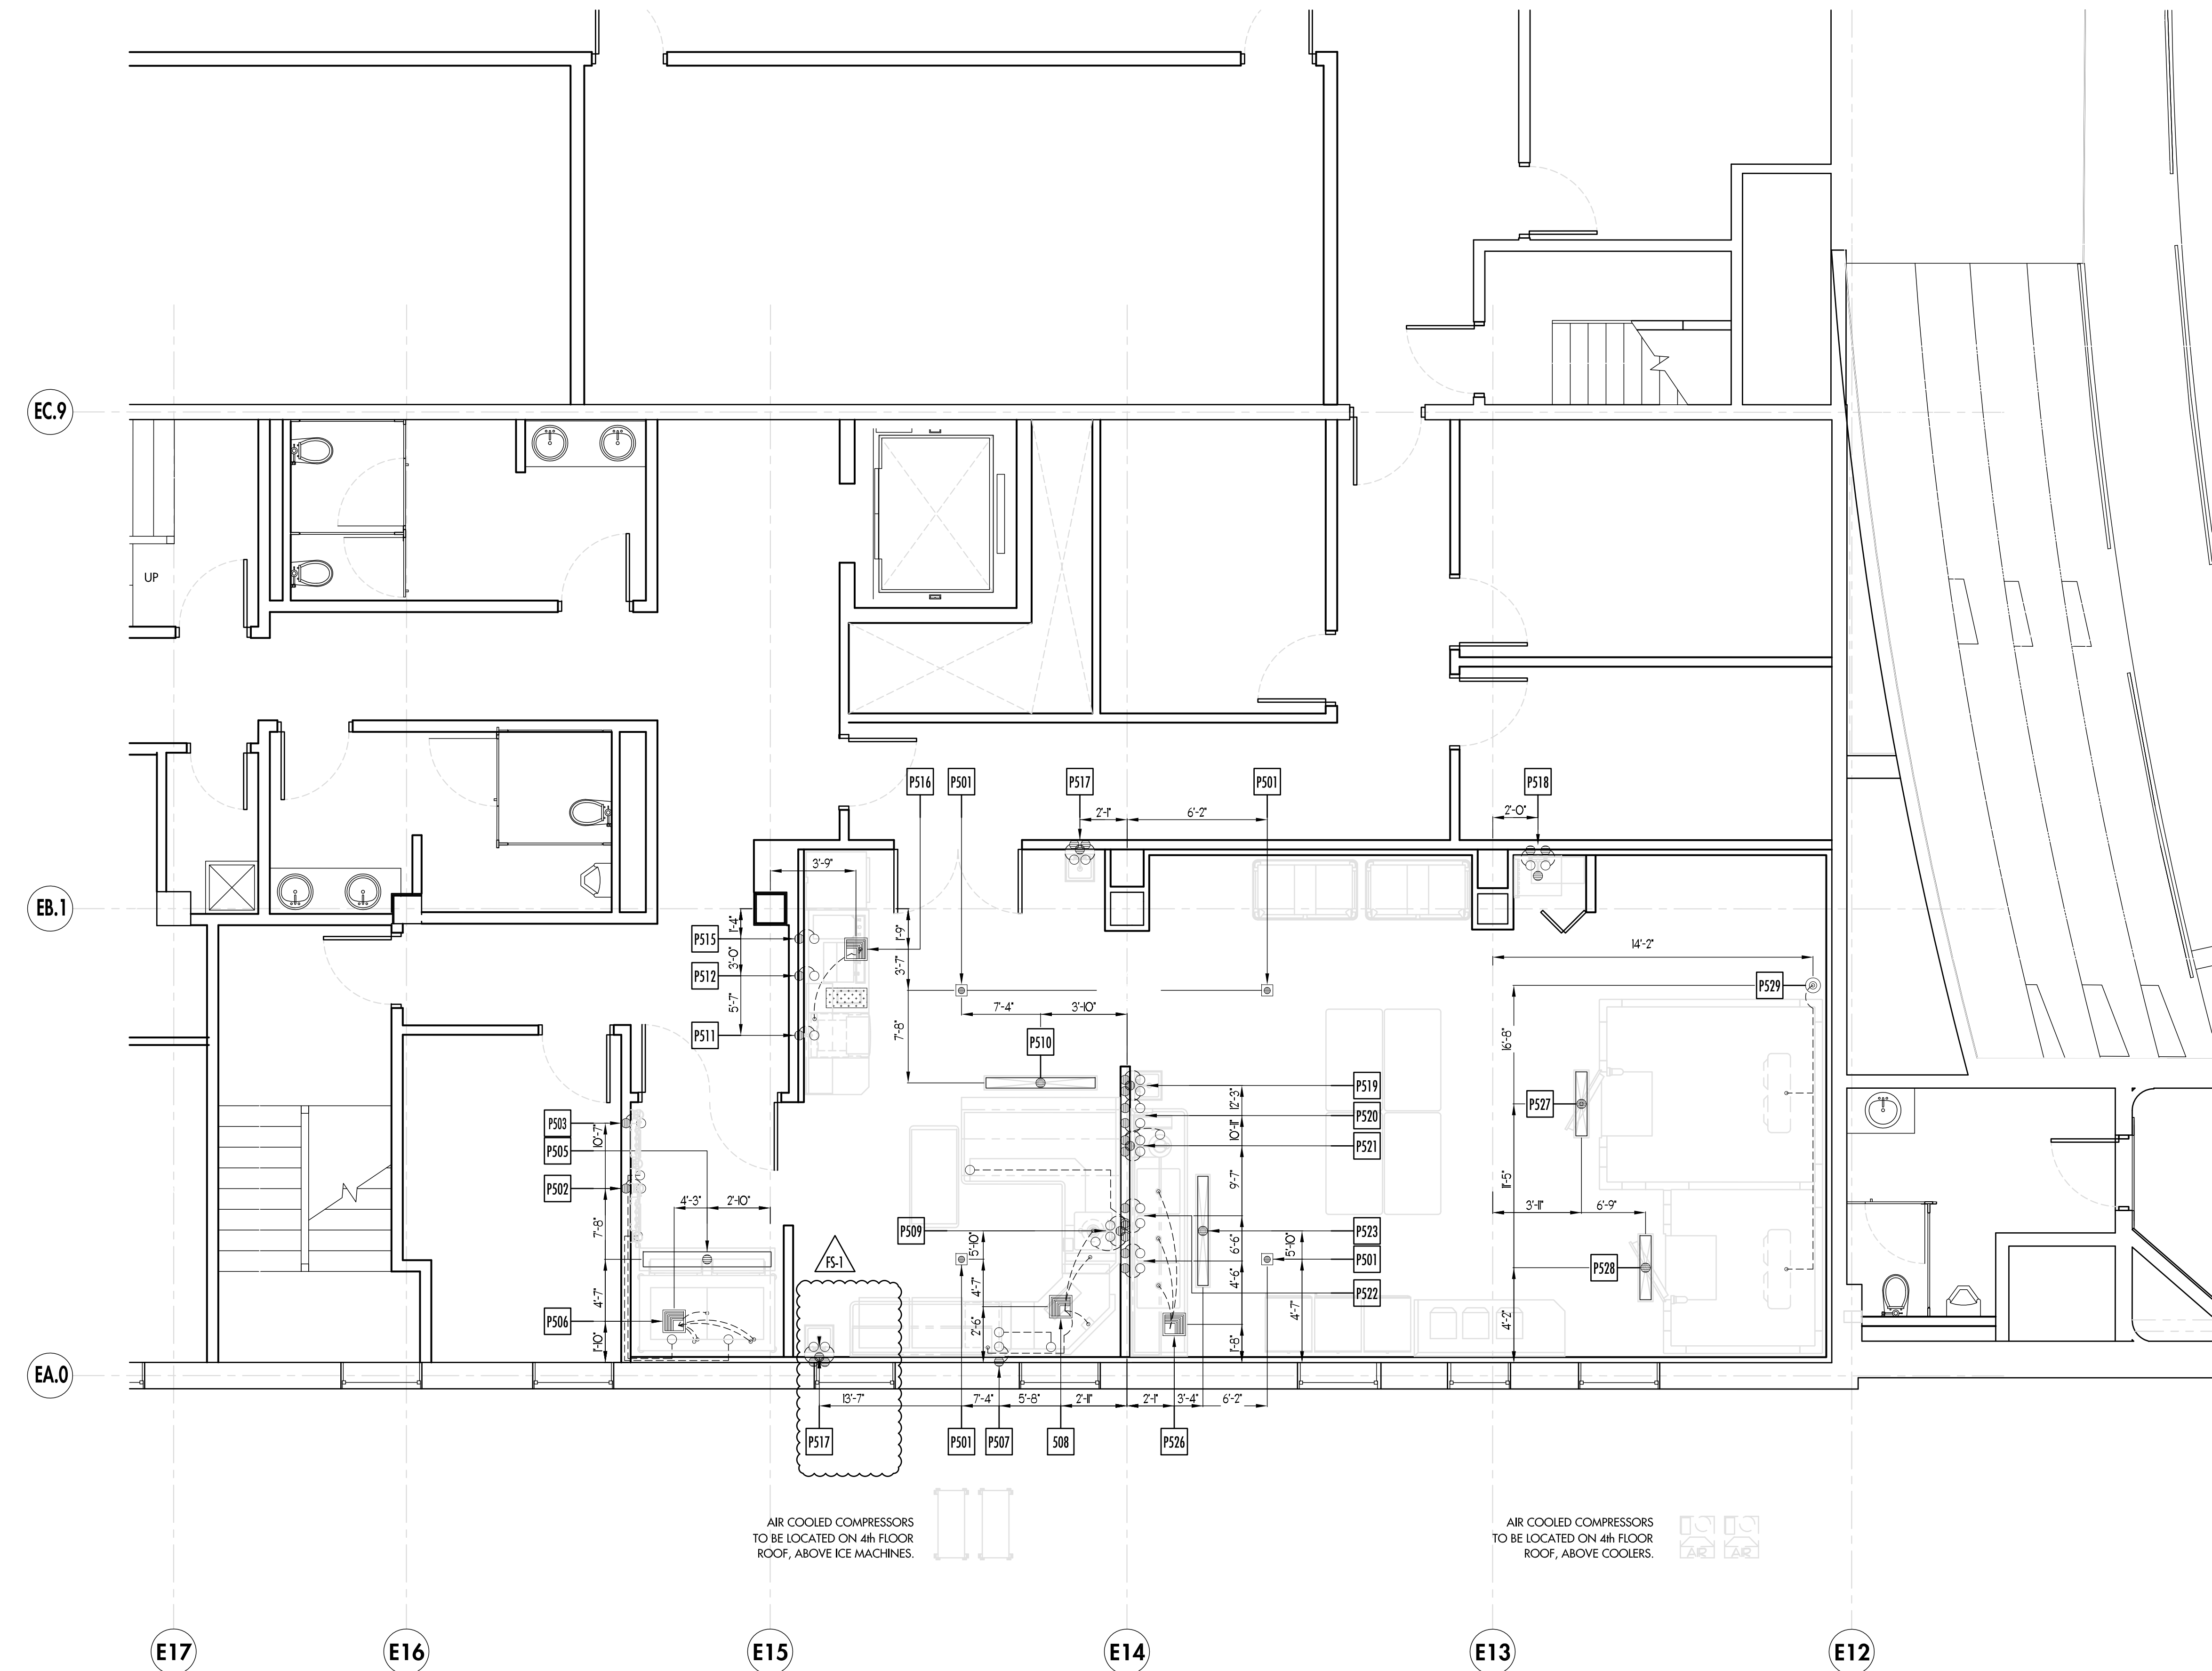 EC.9
UP
P516
P501
P517
P501
P518
2'-1"
6'-2"
2'-0"
3'-9"
EB.1
1'-4"
1'-9"
P515
3'-0"
3'-7"
14'-2"
P512
5'-7"
P529
7'-4"
3'-10"
P511
7'-8"
P510
16'-8"
P519
12'-3"
P527
P503
10'-7"
P520
10'-11"
P505
P521
P502
9'-7"
11'-5"
4'-3"
2'-10"
3'-11"
6'-9"
7'-8"
P509
5'-10"
6'-6"
P523
5'-10"
FS-1
P501
P528
4'-7"
4'-7"
4'-6"
P522
P506
508
4'-7"
4'-2"
1'-10"
2'-6"
1'-8"
EA.0
13'-7"
7'-4"
5'-8"
2'-11"
2'-1"
3'-4"
6'-2"
P517
P501
P507
508
P526
AIR COOLED COMPRESSORS
TO BE LOCATED ON 4th FLOOR
ROOF, ABOVE ICE MACHINES.
AIR COOLED COMPRESSORS
TO BE LOCATED ON 4th FLOOR
ROOF, ABOVE COOLERS.
AIR
AIR
E17
E16
E15
E14
E13
E12